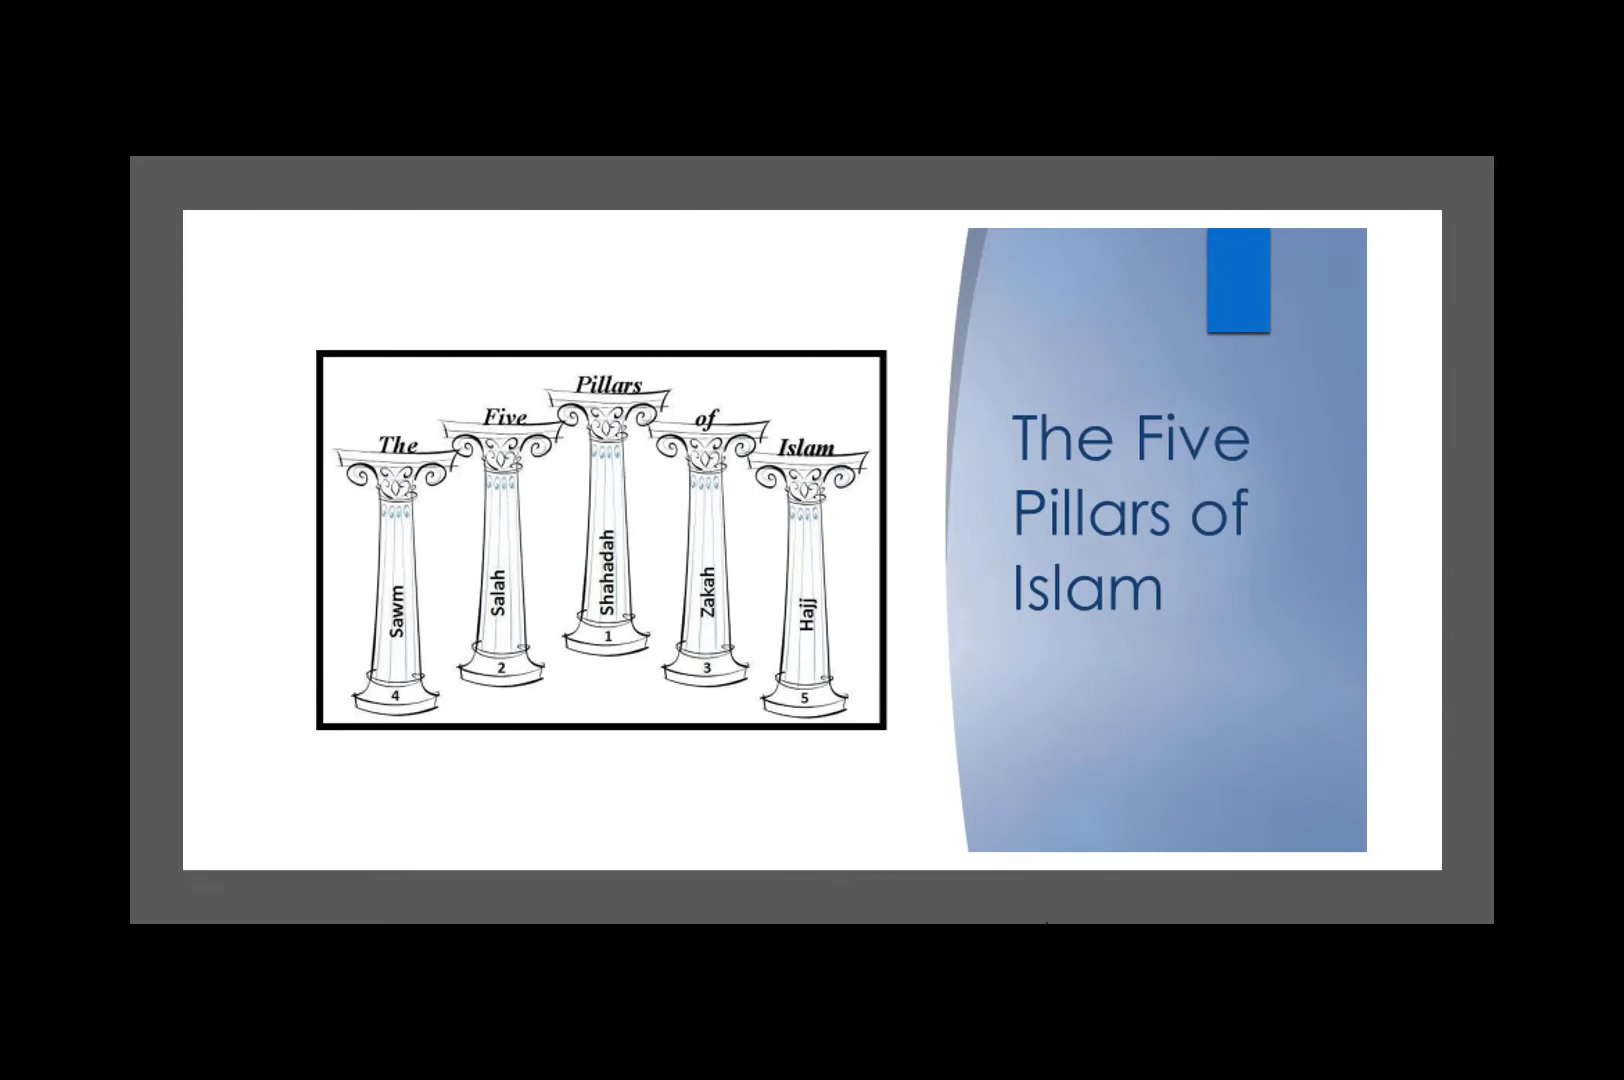 The Five Pillars of Islam
Sawm
4
Salah
2
Shahadah
1
Zakah
3
Hajj
5
The Five
Pillars of
Islam